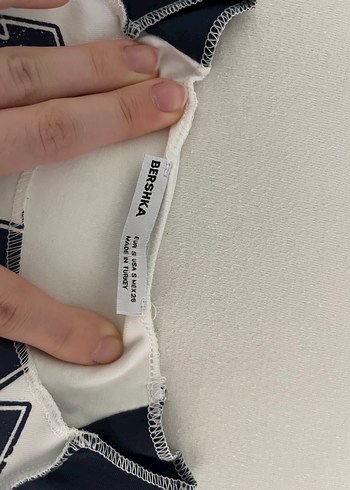 BERSHKA
EUR S USA S MEX 26
MADE IN TURKEY